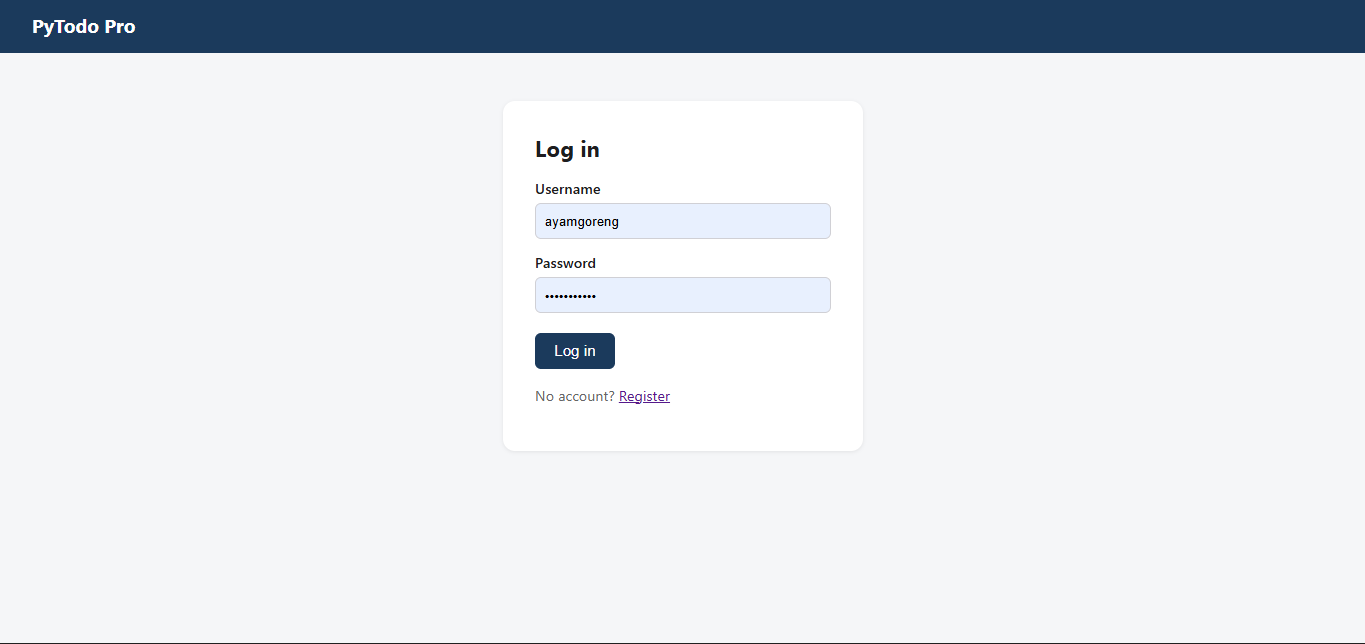 PyTodo Pro
Log in
Username
ayamgoreng
Password
•••••••••••
Log in
No account? Register